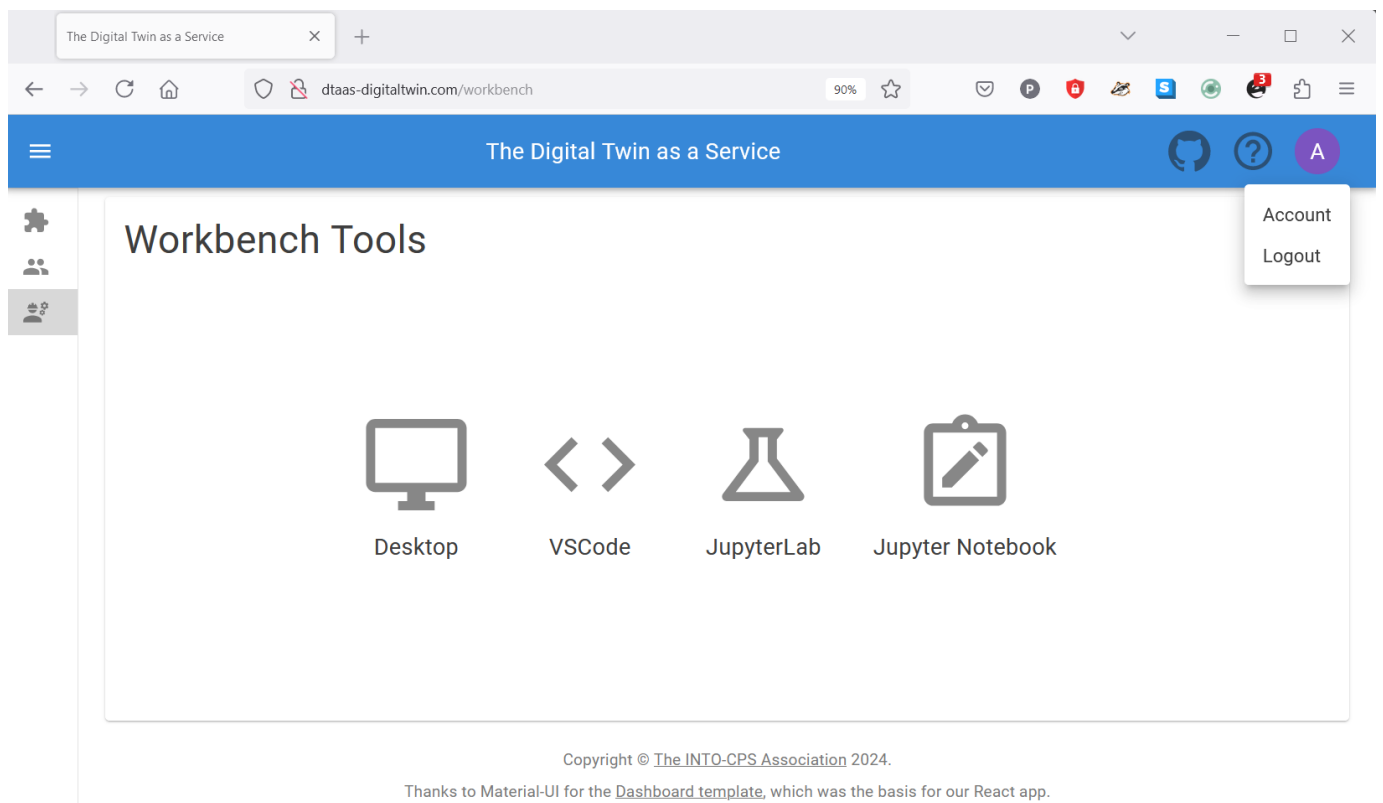 The Digital Twin as a Service
dtaas-digitaltwin.com/workbench
90%
P
S
3
The Digital Twin as a Service
A
Account
Logout
Workbench Tools
Desktop
VSCode
JupyterLab
Jupyter Notebook
Copyright © The INTO-CPS Association 2024.
Thanks to Material-UI for the Dashboard template, which was the basis for our React app.